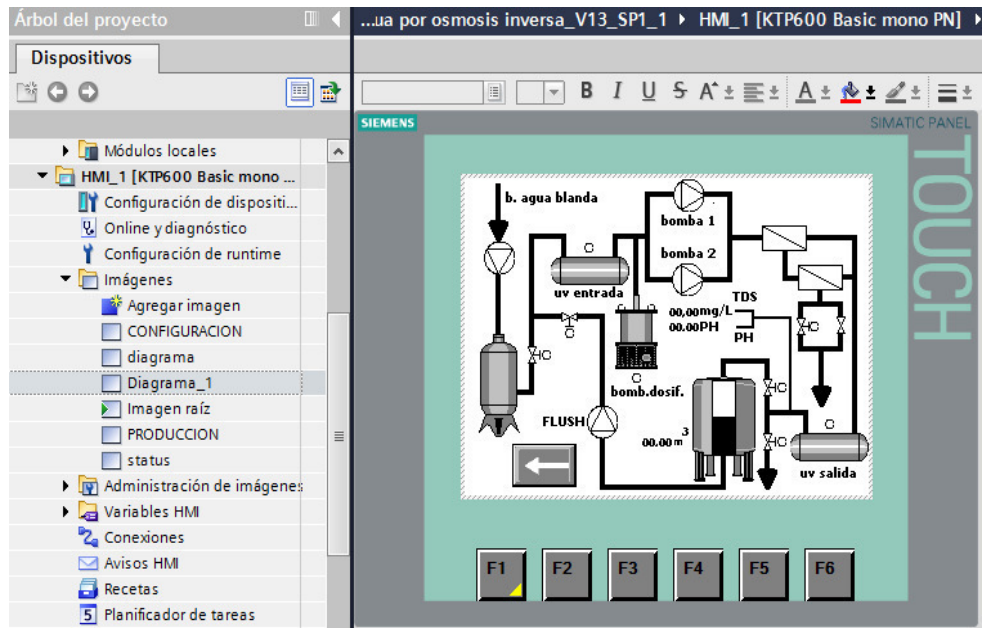 Árbol del proyecto
...ua por osmosis inversa_V13_SP1_1 ▸ HMI_1 [KTP600 Basic mono PN] ▸
Dispositivos
B I U S A A
SIEMENS
SIMATIC PANEL
TOUCH
Módulos locales
HMI_1 [KTP600 Basic mono ...
Configuración de dispositi...
Online y diagnóstico
Configuración de runtime
Imágenes
Agregar imagen
CONFIGURACION
diagrama
Diagrama_1
Imagen raíz
PRODUCCION
status
Administración de imágenes
Variables HMI
Conexiones
Avisos HMI
Recetas
5 Planificador de tareas
b. agua blanda
bomba 1
bomba 2
C
uv entrada
TDS
00,00mg/L
00.00PH
PH
C
C
C
C
C
bomb.dosif.
C
FLUSH
3
00.00 m
C
C
uv salida
F1 F2 F3 F4 F5 F6